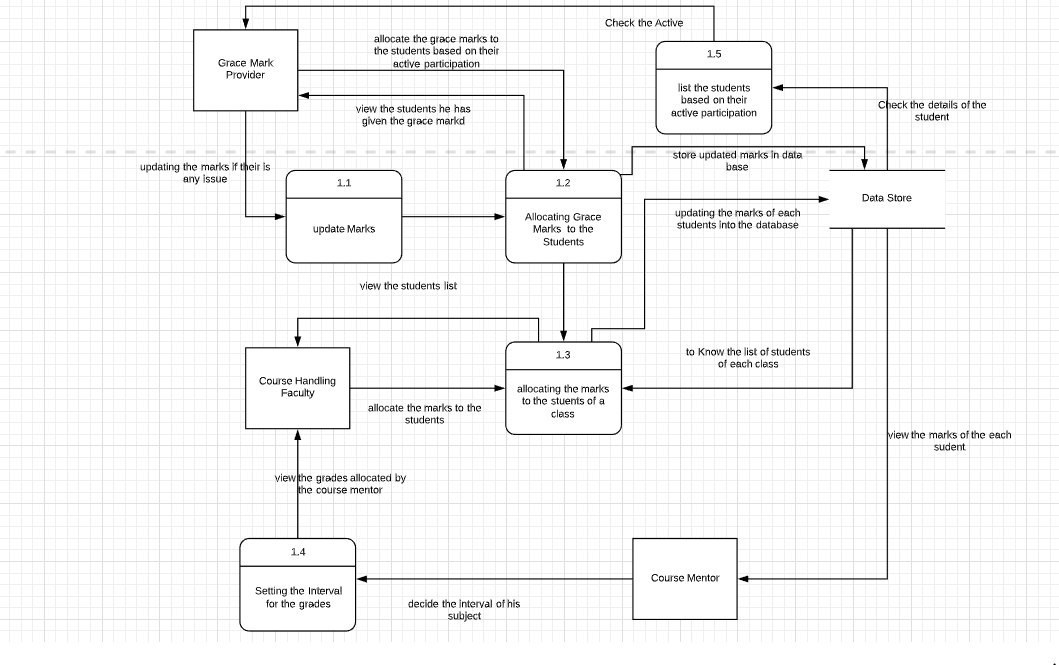 Check the Active
allocate the grace marks to
the students based on their
active participation
1.5
Grace Mark
Provider
list the students
based on their
active participation
view the students he has
given the grace markd
Check the details of the
student
updating the marks if their is
any issue
store updated marks in data
base
1.1
1.2
Data Store
update Marks
Allocating Grace
Marks to the
Students
updating the marks of each
students into the database
view the students list
1.3
to Know the list of students
of each class
Course Handling
Faculty
allocating the marks
to the stuents of a
class
allocate the marks to the
students
view the marks of the each
sudent
view the grades allocated by
the course mentor
1.4
Setting the Interval
for the grades
Course Mentor
decide the interval of his
subject